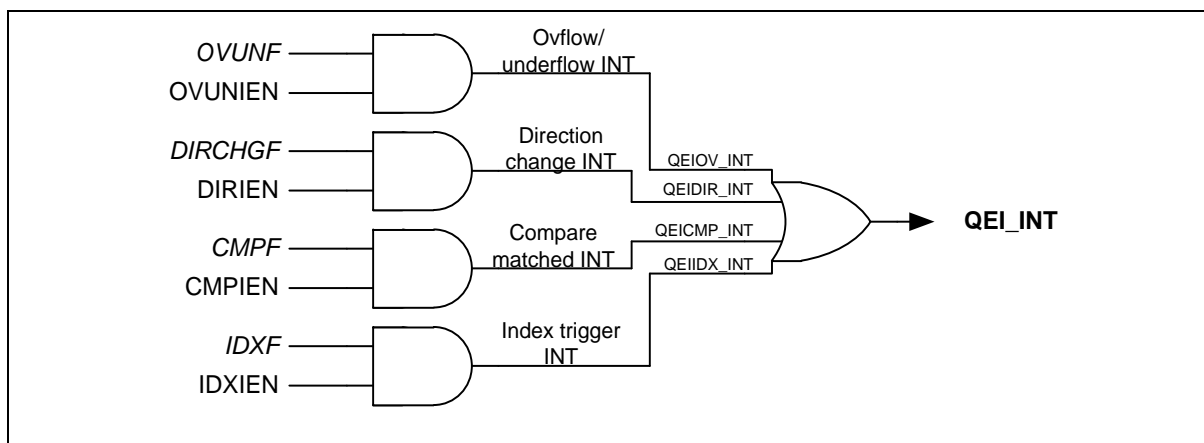 OVUNF
OVUNIEN
Ovflow/
underflow INT
DIRCHGF
DIRIEN
Direction
change INT
CMPF
CMPIEN
Compare
matched INT
IDXF
IDXIEN
Index trigger
INT
QEIOV_INT
QEIDIR_INT
QEICMP_INT
QEIIDX_INT
QEI_INT